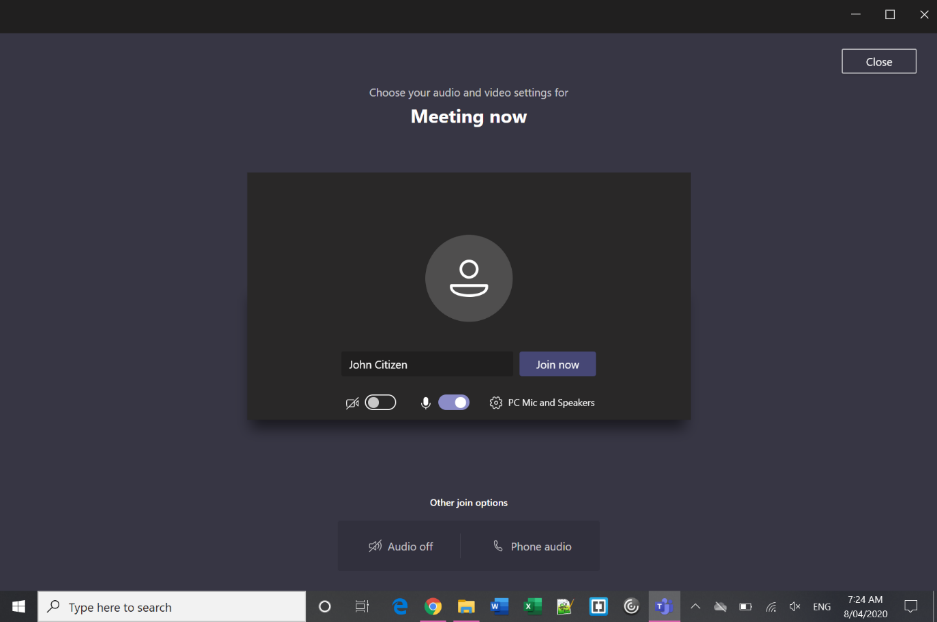 Close
Choose your audio and video settings for
Meeting now
John Citizen
Join now
PC Mic and Speakers
Other join options
Audio off
Phone audio
Type here to search
ENG
7:24 AM
8/04/2020